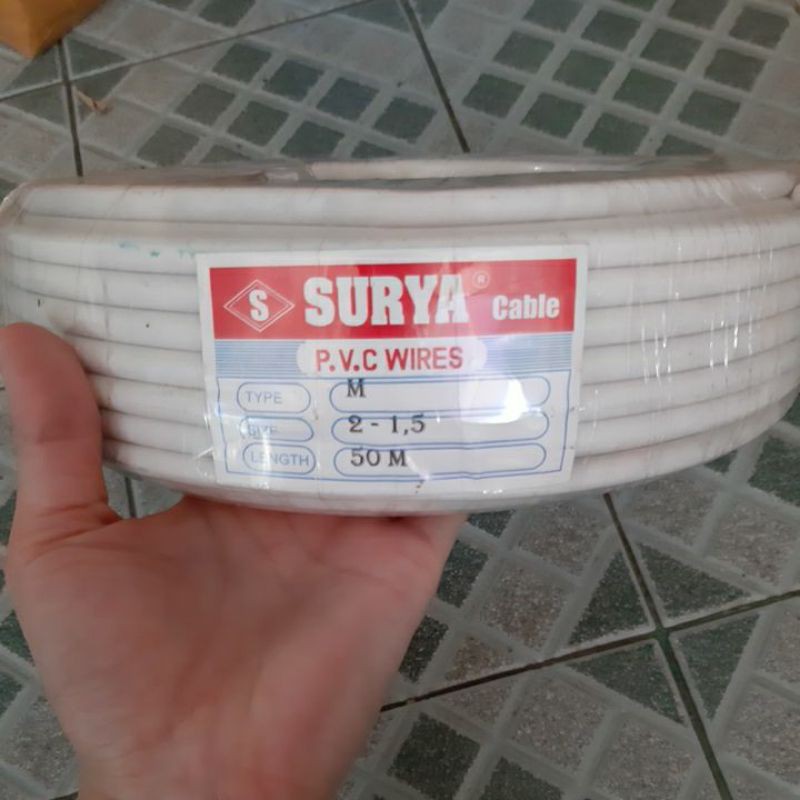 S SURYA® Cable
P.V.C WIRES
TYPE M
SIZE 2 - 1,5
LENGTH 50 M